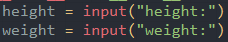 height = input("height:")
weight = input("weight:")